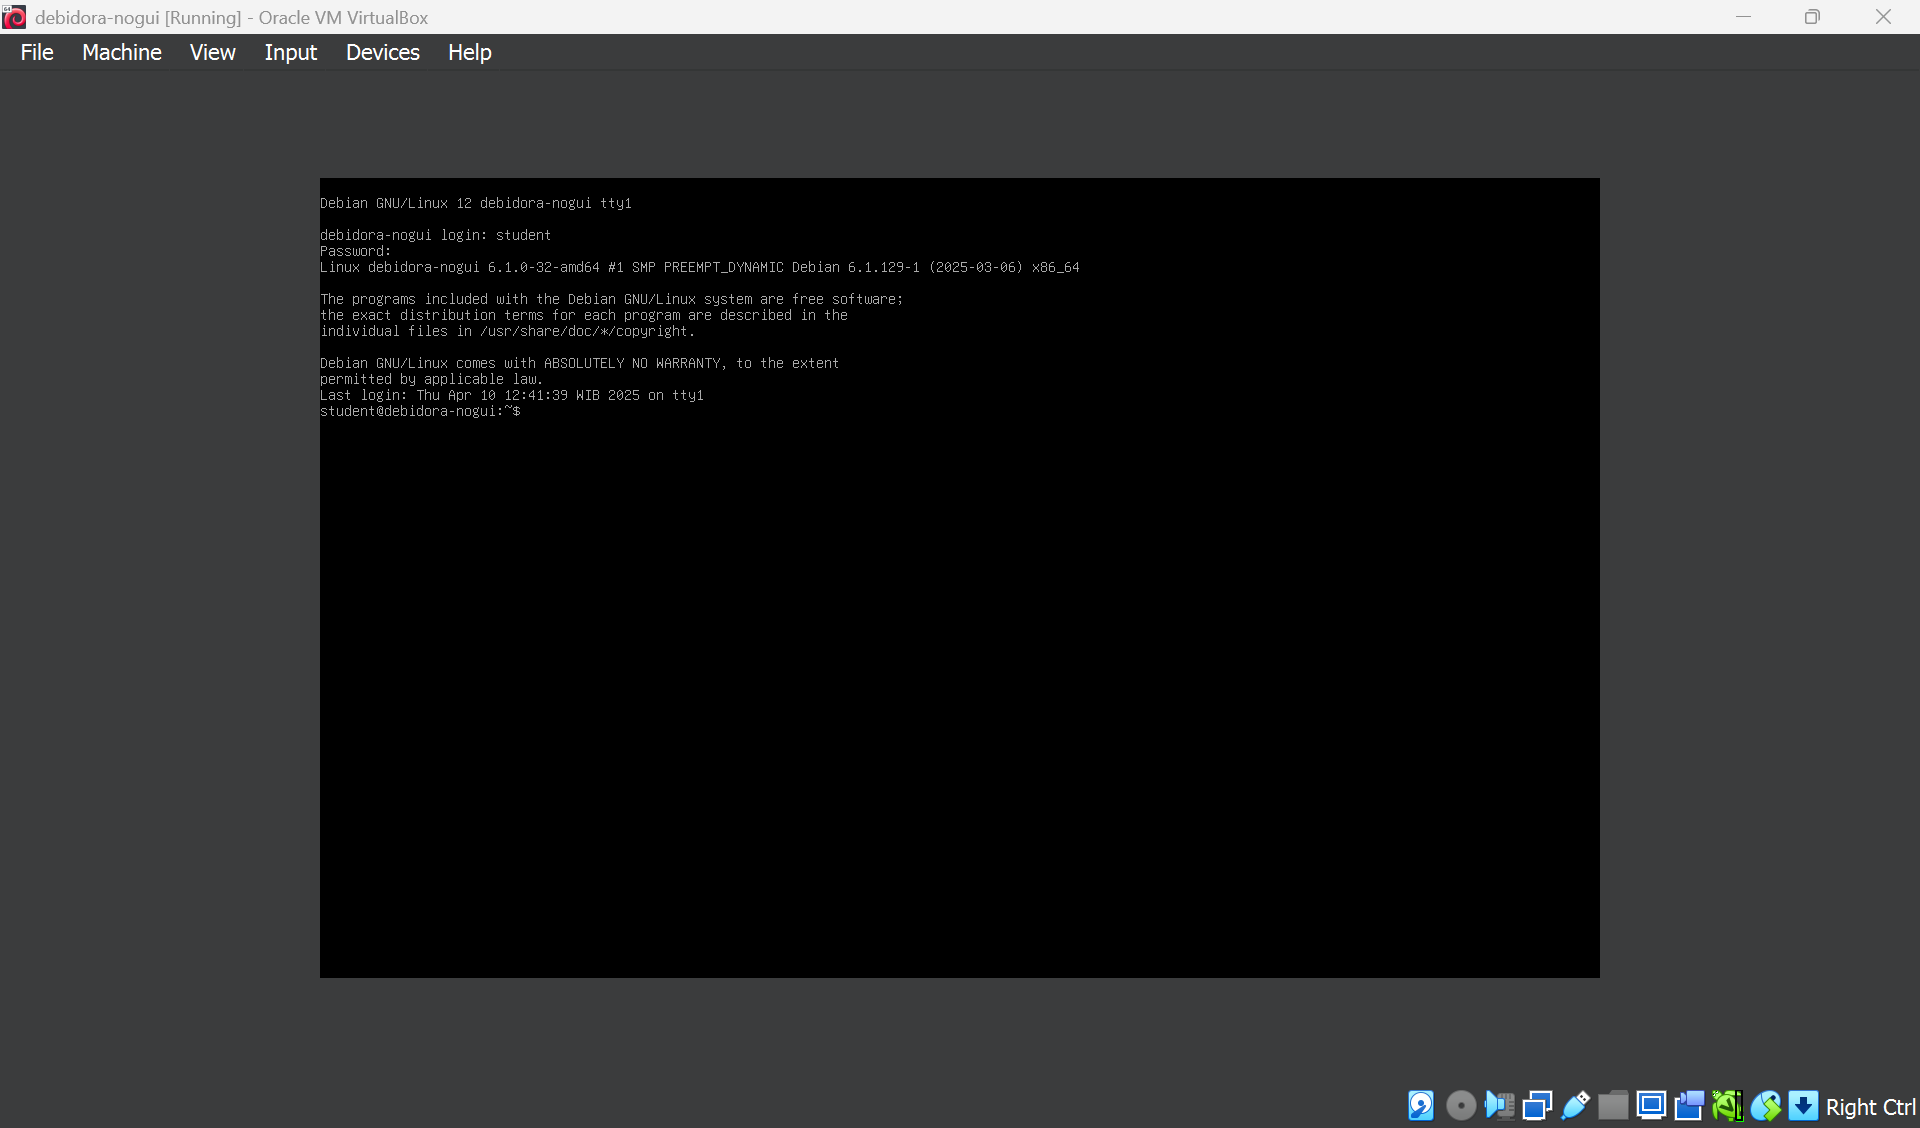 debidora-nogui [Running] - Oracle VM VirtualBox
File Machine View Input Devices Help
Debian GNU/Linux 12 debidora-nogui tty1
debidora-nogui login: student
Password:
Linux debidora-nogui 6.1.0-32-amd64 #1 SMP PREEMPT_DYNAMIC Debian 6.1.129-1 (2025-03-06) x86_64
The programs included with the Debian GNU/Linux system are free software;
the exact distribution terms for each program are described in the
individual files in /usr/share/doc/*/copyright.
Debian GNU/Linux comes with ABSOLUTELY NO WARRANTY, to the extent
permitted by applicable law.
Last login: Thu Apr 10 12:41:39 WIB 2025 on tty1
student@debidora-nogui:~$
Right Ctrl